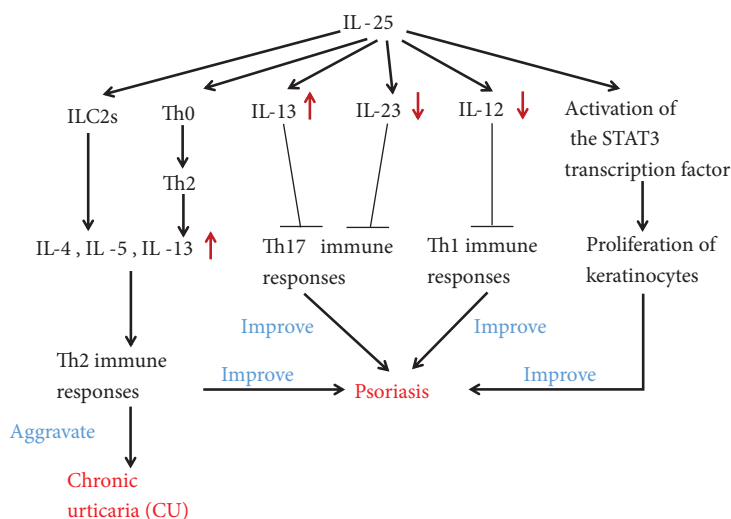 IL-25
ILC2s
Th0
IL-13
IL-23
IL-12
Activation of
the STAT3
transcription factor
Th2
IL-4 , IL -5 , IL -13
Th17 immune
responses
Th1 immune
responses
Proliferation of
keratinocytes
Improve
Improve
Th2 immune
responses
Improve
Psoriasis
Improve
Aggravate
Chronic
urticaria (CU)